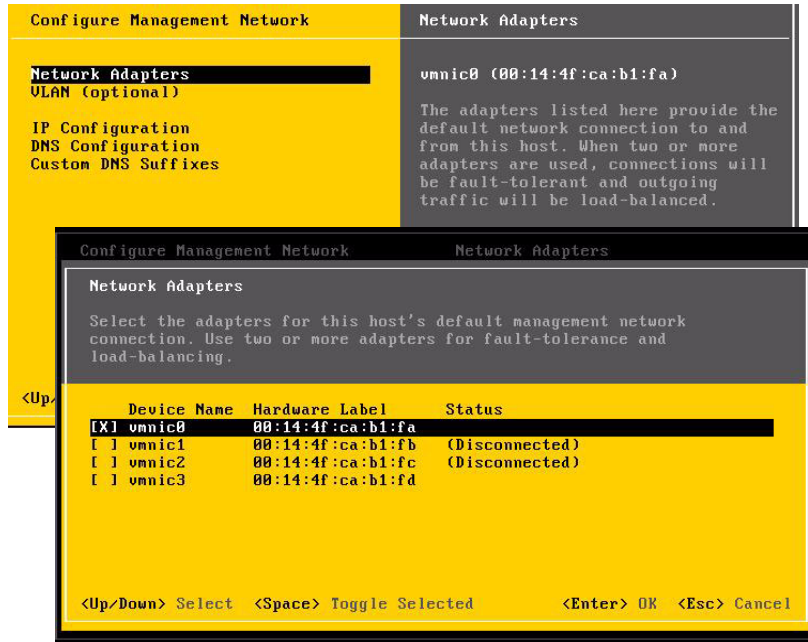 Configure Management Network
Network Adapters
Network Adapters
VLAN (optional)
IP Configuration
DNS Configuration
Custom DNS Suffixes
vmnic0 (00:14:4f:ca:b1:fa)
The adapters listed here provide the
default network connection to and
from this host. When two or more
adapters are used, connections will
be fault-tolerant and outgoing
traffic will be load-balanced.
<Up/
Configure Management Network
Network Adapters
Network Adapters
Select the adapters for this host's default management network
connection. Use two or more adapters for fault-tolerance and
load-balancing.
Device Name Hardware Label Status
[X] vmnic0 00:14:4f:ca:b1:fa
[ ] vmnic1 00:14:4f:ca:b1:fb (Disconnected)
[ ] vmnic2 00:14:4f:ca:b1:fc (Disconnected)
[ ] vmnic3 00:14:4f:ca:b1:fd
<Up/Down> Select <Space> Toggle Selected <Enter> OK <Esc> Cancel